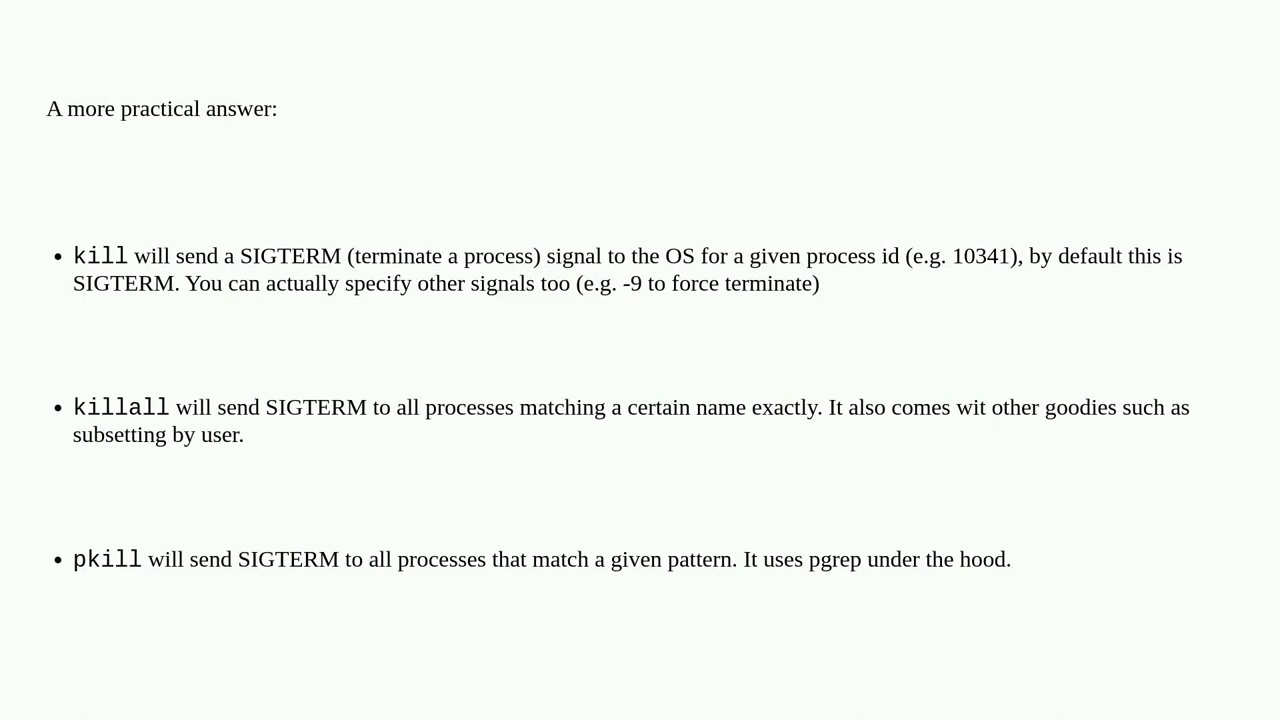 A more practical answer:
• kill will send a SIGTERM (terminate a process) signal to the OS for a given process id (e.g. 10341), by default this is
SIGTERM. You can actually specify other signals too (e.g. -9 to force terminate)
• killall will send SIGTERM to all processes matching a certain name exactly. It also comes wit other goodies such as
subsetting by user.
• pkill will send SIGTERM to all processes that match a given pattern. It uses pgrep under the hood.